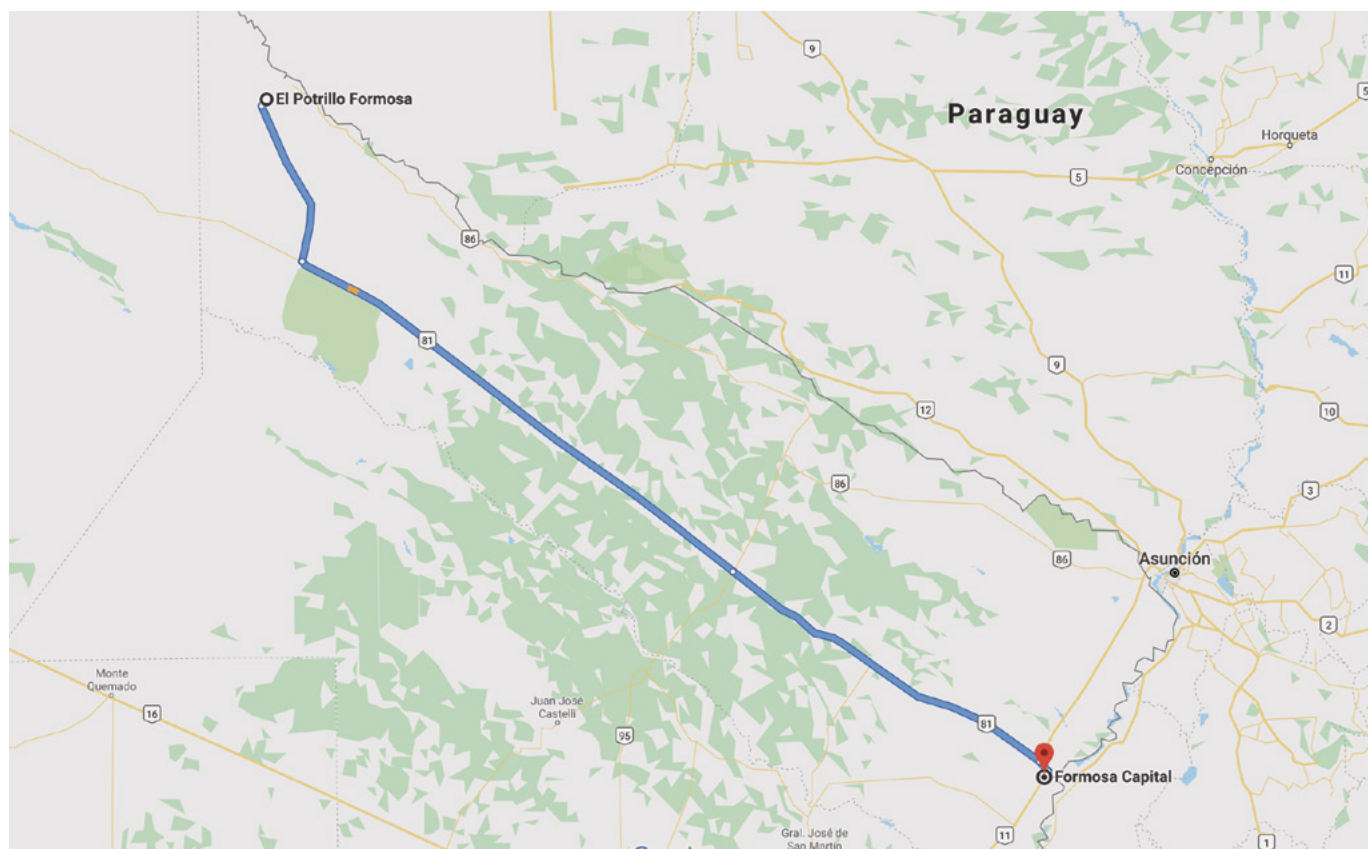 9
El Potrillo Formosa
Paraguay
Horqueta
5
Concepción
5
86
11
81
9
12
10
86
3
86
Asunción
2
Monte
Quemado
16
Juan José
Castelli
95
81
Formosa Capital
11
Gral. José de
San Martín
1